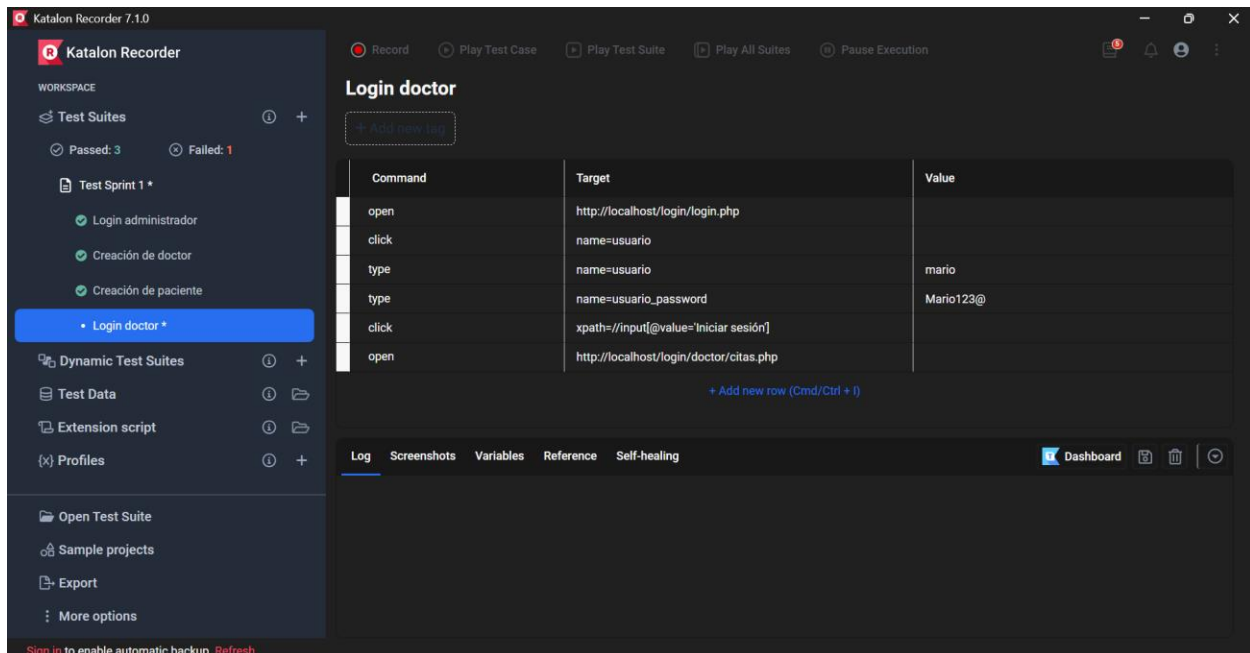 Katalon Recorder 7.1.0
Katalon Recorder
WORKSPACE
Test Suites
Passed: 3 Failed: 1
Test Sprint 1 *
Login administrador
Creación de doctor
Creación de paciente
Login doctor *
Dynamic Test Suites
Test Data
Extension script
{x} Profiles
Open Test Suite
Sample projects
Export
More options
Sign in to enable automatic backup. Refresh
Record Play Test Case Play Test Suite Play All Suites Pause Execution
Login doctor
+ Add new tag
Command Target Value
open http://localhost/login/login.php
click name=usuario
type name=usuario mario
type name=usuario_password Mario123@
click xpath=//input[@value='Iniciar sesión']
open http://localhost/login/doctor/citas.php
+ Add new row (Cmd/Ctrl + I)
Log Screenshots Variables Reference Self-healing Dashboard